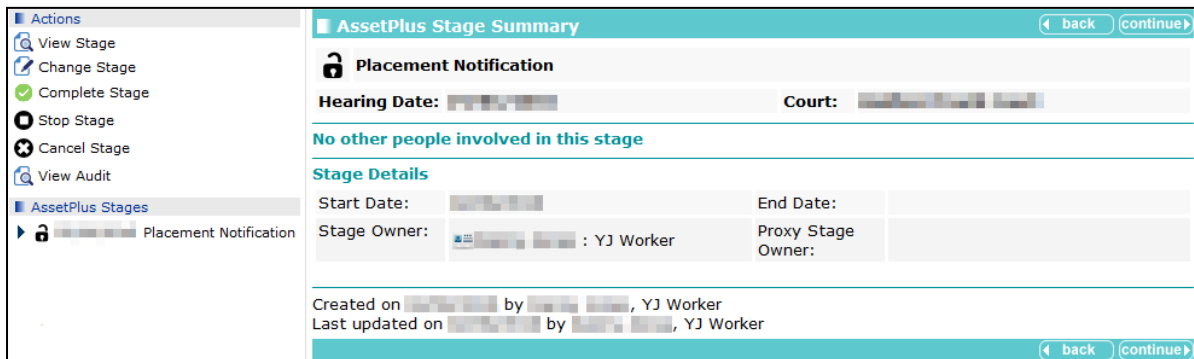 Actions
View Stage
Change Stage
Complete Stage
Stop Stage
Cancel Stage
View Audit
AssetPlus Stages
Placement Notification
AssetPlus Stage Summary
back continue
Placement Notification
Hearing Date: Court:
No other people involved in this stage
Stage Details
Start Date: End Date:
Stage Owner: : YJ Worker Proxy Stage
Owner:
Created on by , YJ Worker
Last updated on by , YJ Worker
back continue